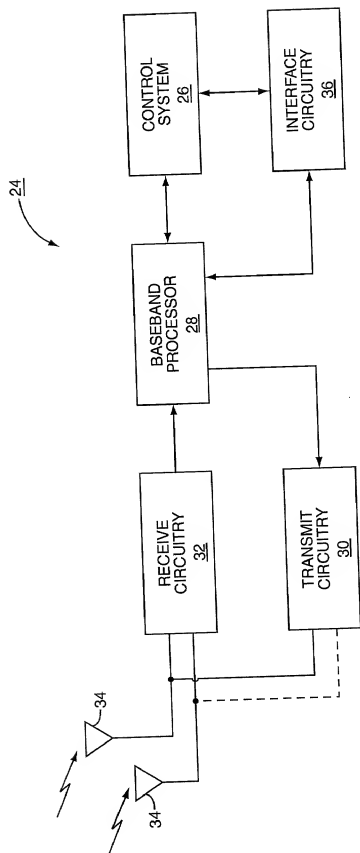 24
CONTROL
SYSTEM
26
INTERFACE
CIRCUITRY
36
BASEBAND
PROCESSOR
28
RECEIVE
CIRCUITRY
32
TRANSMIT
CIRCUITRY
30
34
34